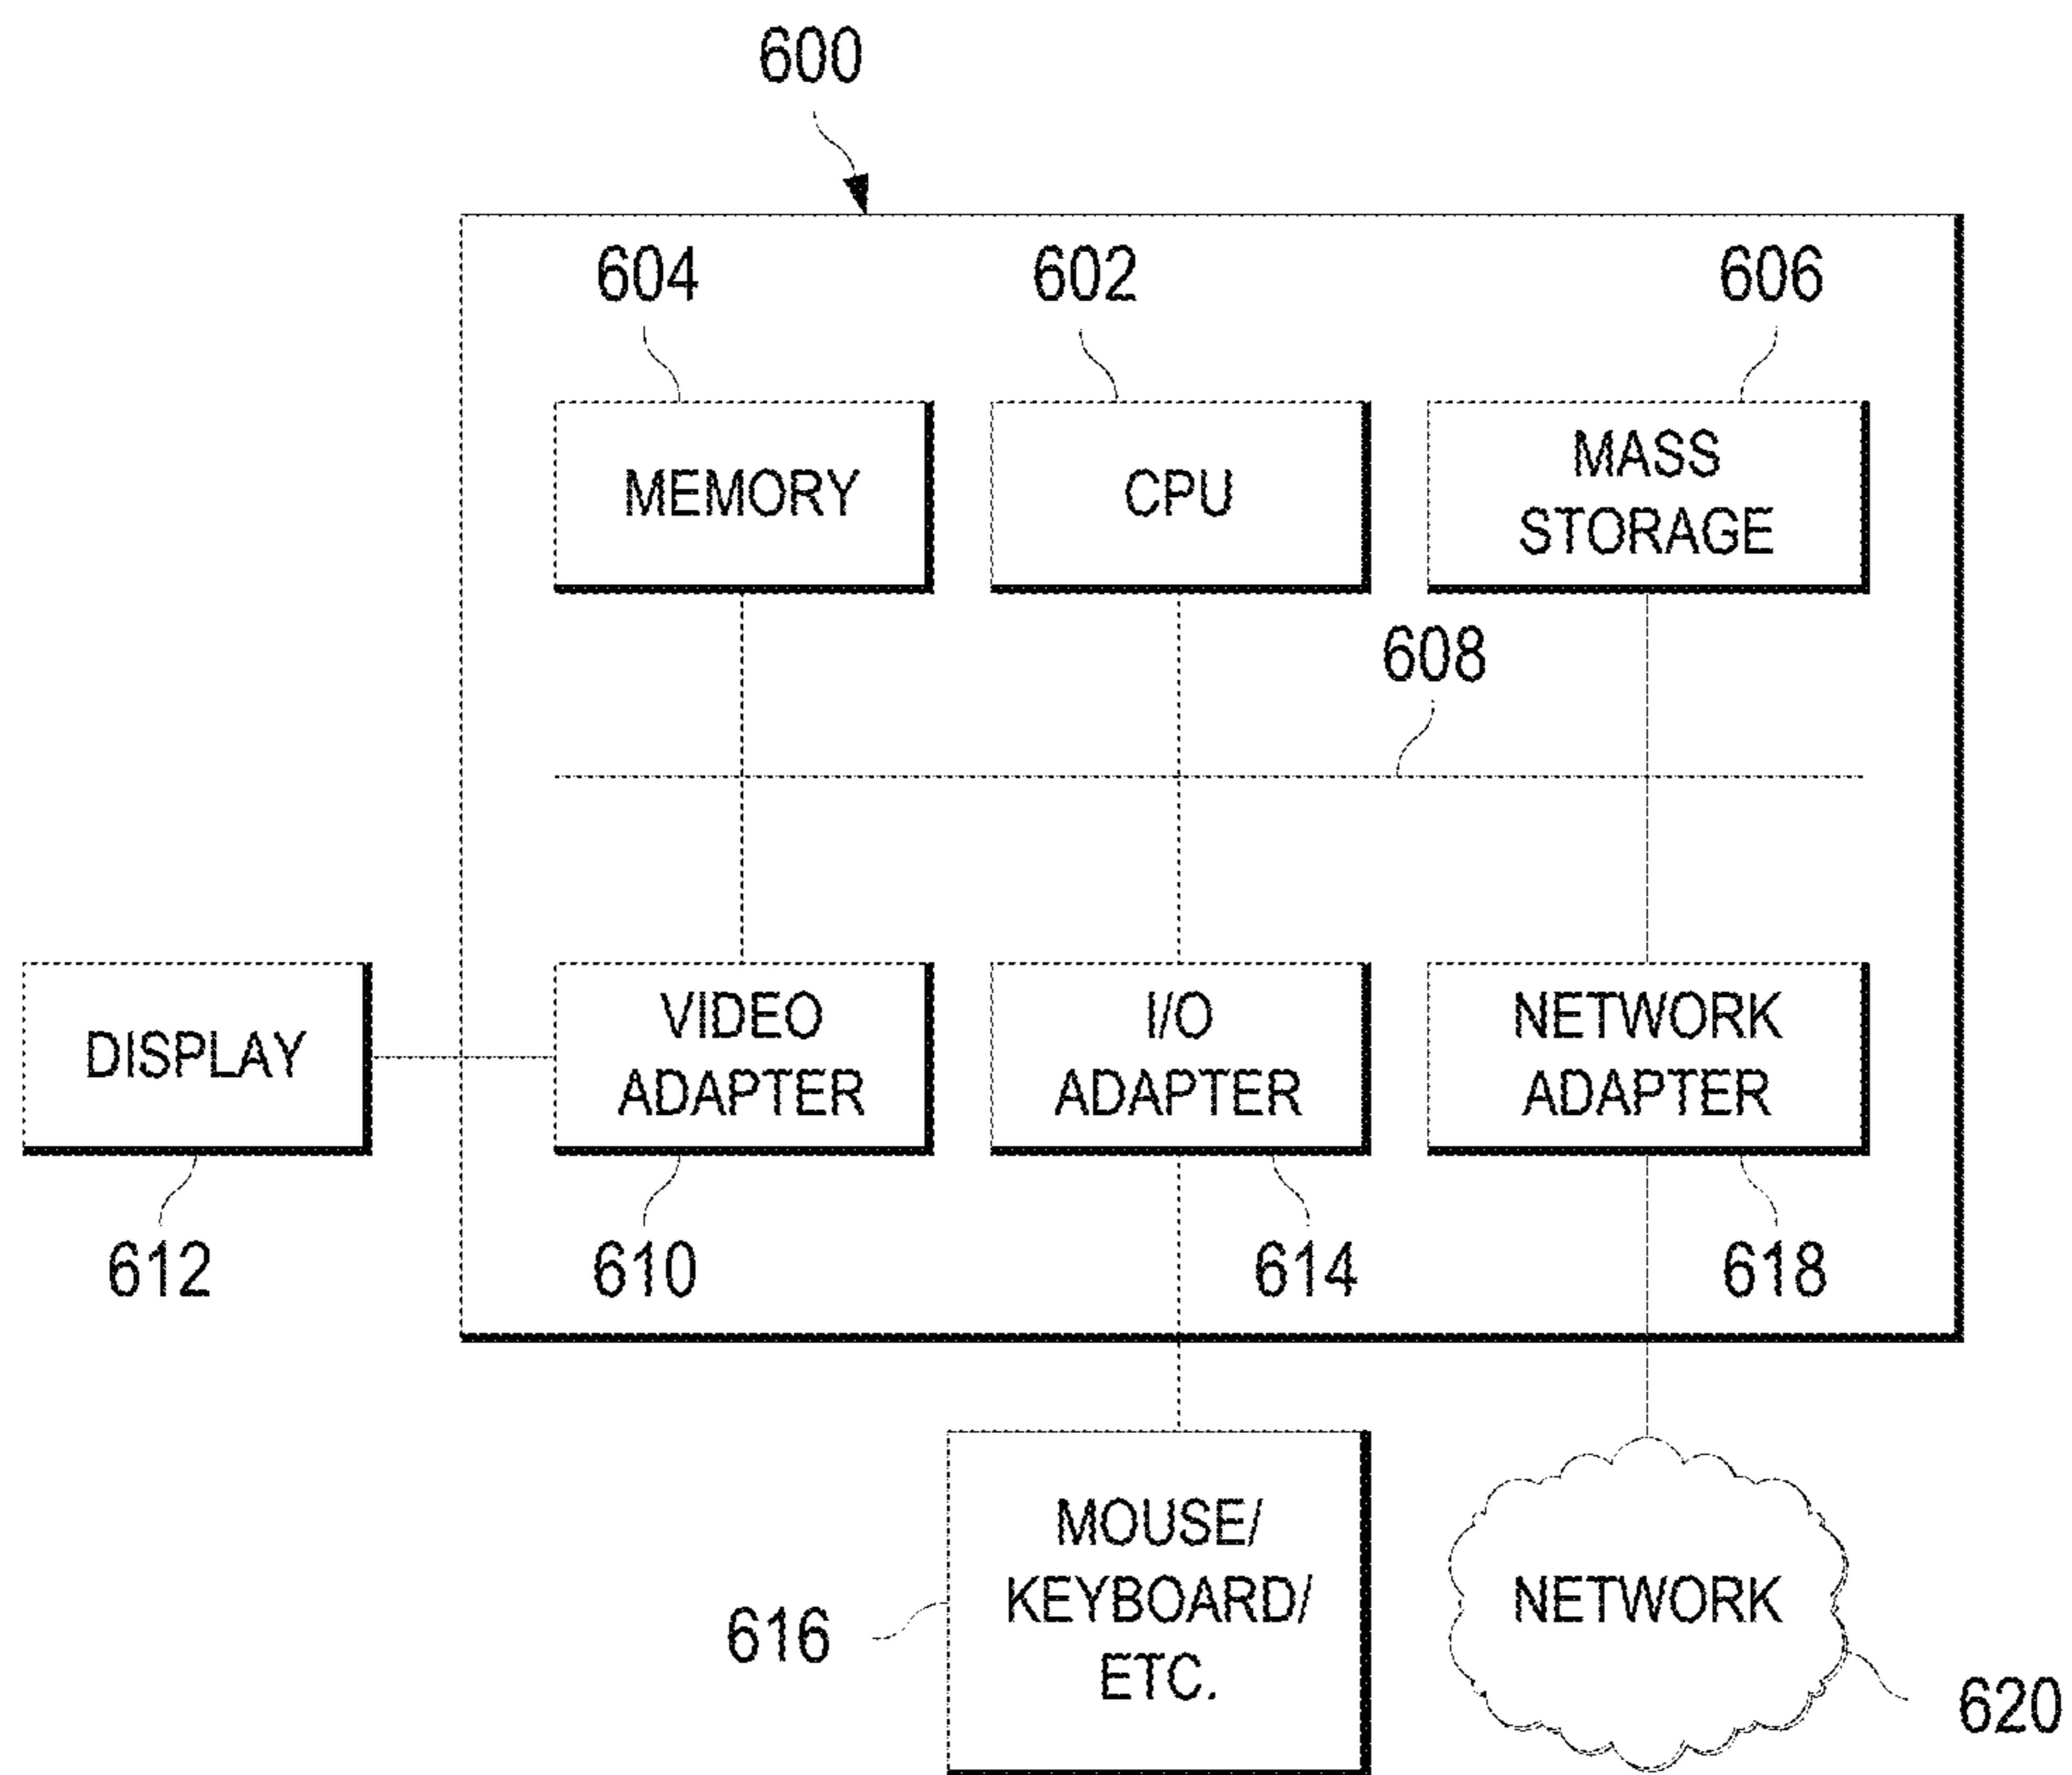 600
604
602
606
MEMORY
CPU
MASS
STORAGE
608
DISPLAY
VIDEO
ADAPTER
I/O
ADAPTER
NETWORK
ADAPTER
612
610
614
618
MOUSE/
KEYBOARD/
ETC.
616
NETWORK
620